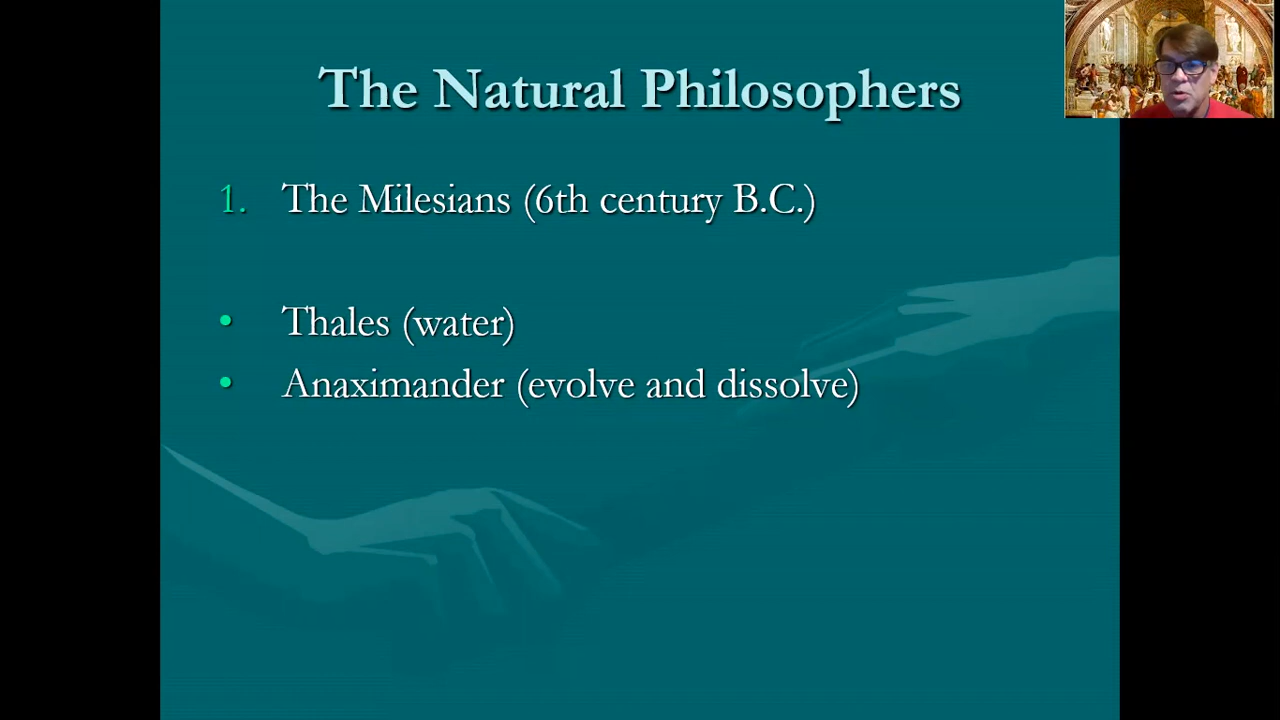 The Natural Philosophers
1. The Milesians (6th century B.C.)
• Thales (water)
• Anaximander (evolve and dissolve)